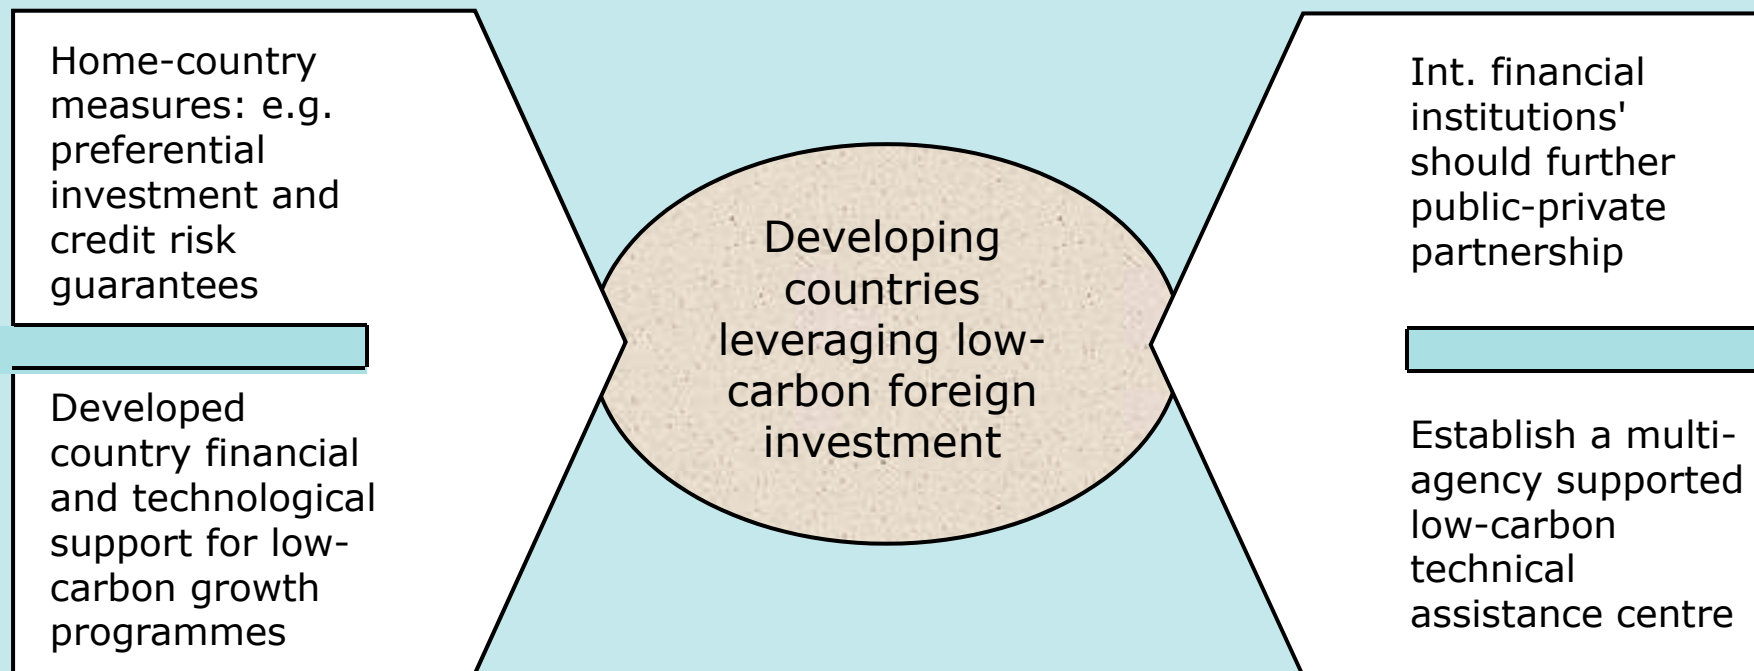 Home-country
measures: e.g.
preferential
investment and
credit risk
guarantees
Developed
country financial
and technological
support for low-
carbon growth
programmes
Developing
countries
leveraging low-
carbon foreign
investment
Int. financial
institutions'
should further
public-private
partnership
Establish a multi-
agency supported
low-carbon
technical
assistance centre